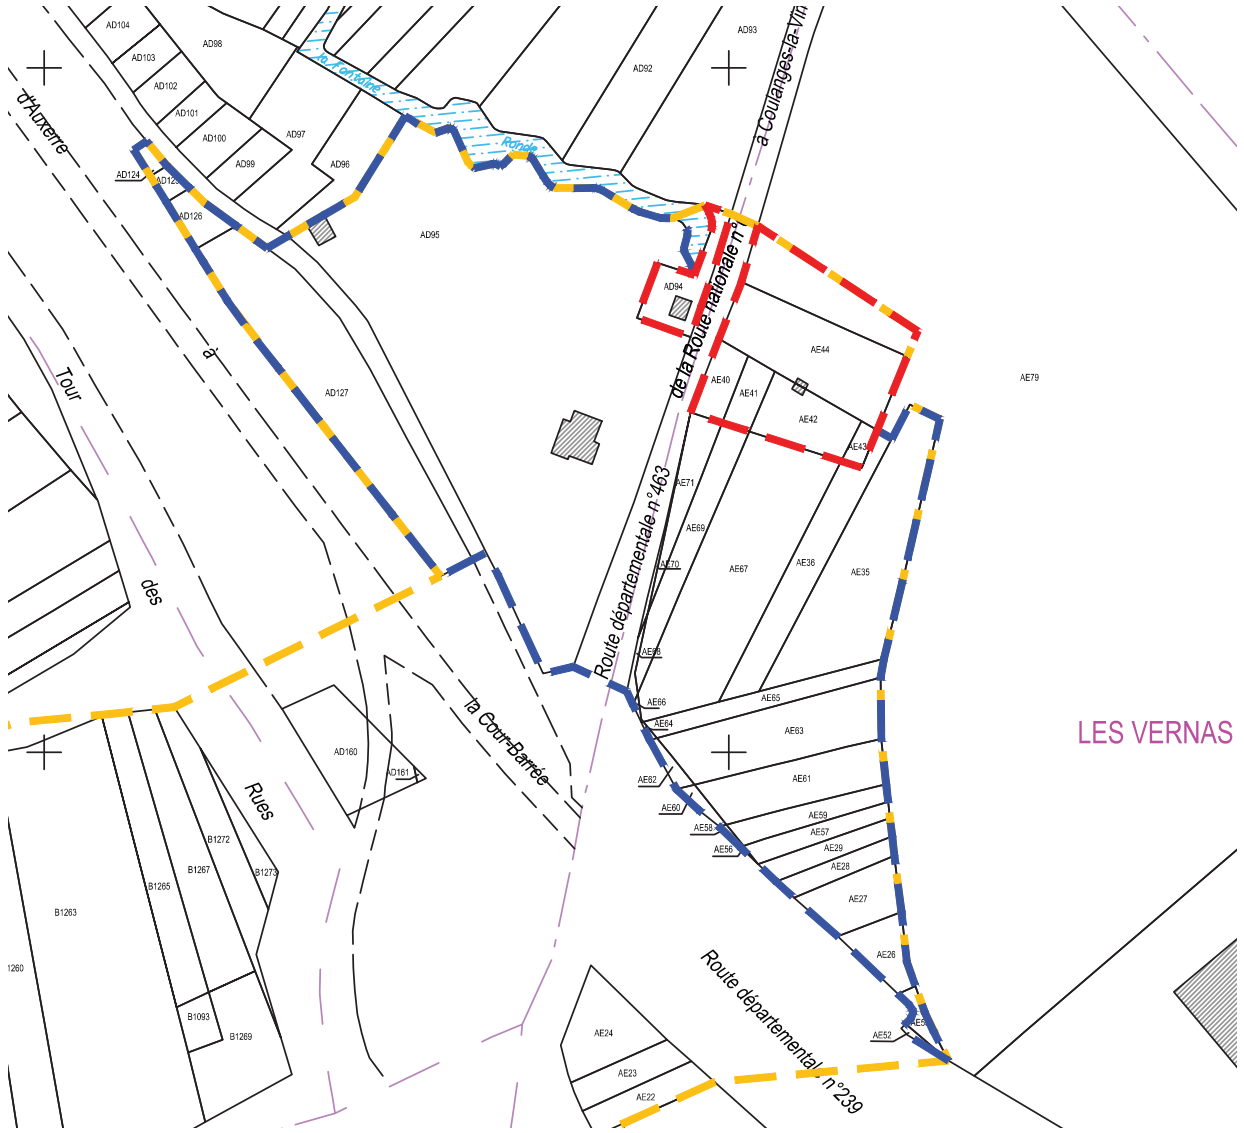 AD104
AD98
AD103
AD102
AD101
AD100
AD97
AD99
AD96
AD124
AD126
AD95
AD127
AD92
AD93
la Fontaine
Ronde
à Coulanges-la-Vin
de la Route nationale n°
AD94
AE44
AE79
AE40
AE41
AE42
AE43
AE71
AE69
AE70
AE67
AE36
AE35
AE68
AE66
AE65
AE64
AE63
AE62
AE61
AE60
AE59
AE58
AE57
AE56
AE29
AE28
AE27
AE26
AE52
Route départementale n°463
LES VERNAS
d'Auxerre
à
la Cour-Barrée
Tour
des
Rues
AD160
AD161
B1272
B1267
B1273
B1265
B1263
1260
B1093
B1269
AE24
AE23
AE22
Route départementale n°239